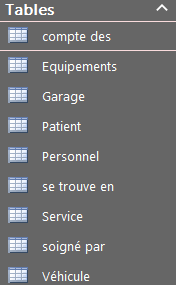 Tables
compte des
Equipements
Garage
Patient
Personnel
se trouve en
Service
soigné par
Véhicule